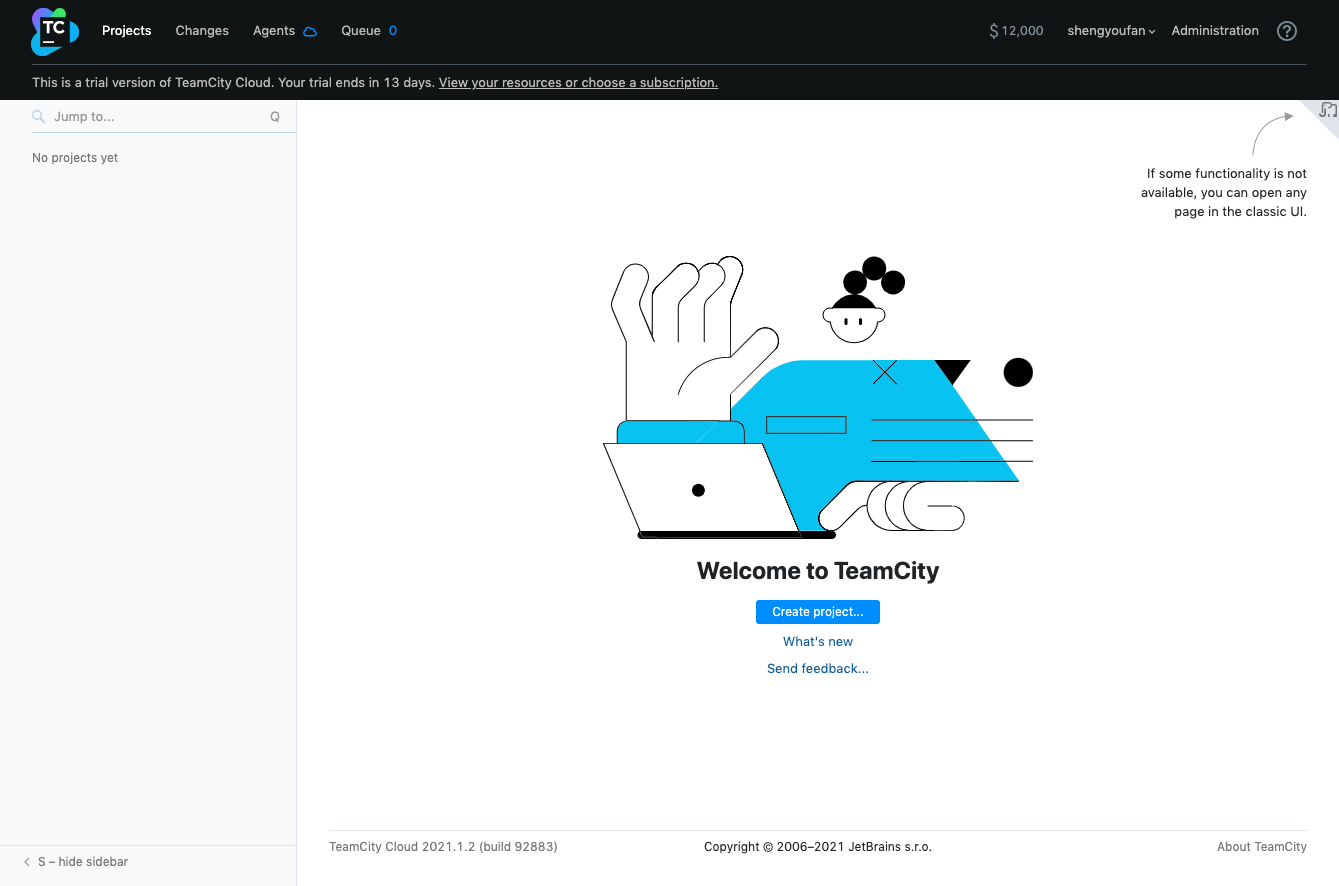 TC
Projects Changes Agents Queue 0 $ 12,000 shengyoufan Administration ?
This is a trial version of TeamCity Cloud. Your trial ends in 13 days. View your resources or choose a subscription.
Jump to... Q
No projects yet
If some functionality is not
available, you can open any
page in the classic UI.
Welcome to TeamCity
Create project...
What's new
Send feedback...
TeamCity Cloud 2021.1.2 (build 92883) Copyright © 2006–2021 JetBrains s.r.o. About TeamCity
S – hide sidebar